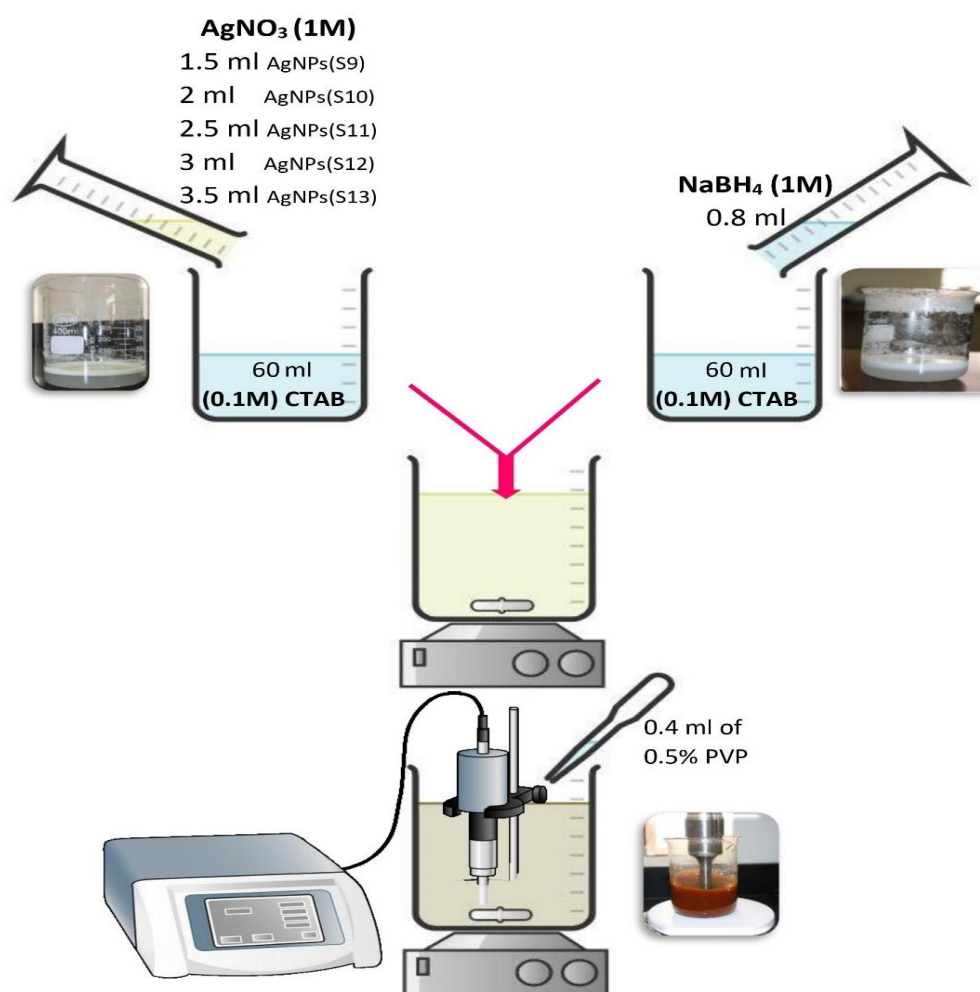 AgNO₃ (1M)
1.5 ml AgNPs(S9)
2 ml AgNPs(S10)
2.5 ml AgNPs(S11)
3 ml AgNPs(S12)
3.5 ml AgNPs(S13)
NaBH₄ (1M)
0.8 ml
60 ml
(0.1M) CTAB
60 ml
(0.1M) CTAB
0.4 ml of
0.5% PVP